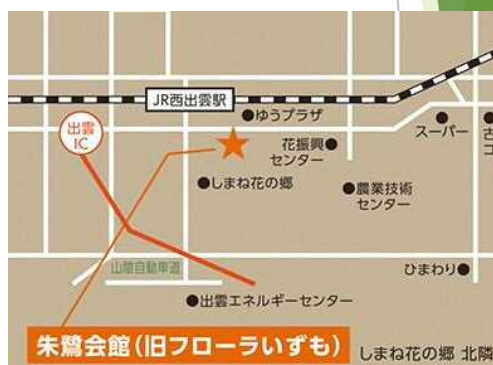 JR西出雲駅
出雲
IC
ゆうプラザ
花振興
センター
スーパー
古
コ
しまね花の郷
農業技術
センター
山陰自動車道
ひまわり
出雲エネルギーセンター
朱鷺会館(旧フローラいずも)
しまね花の郷 北隣